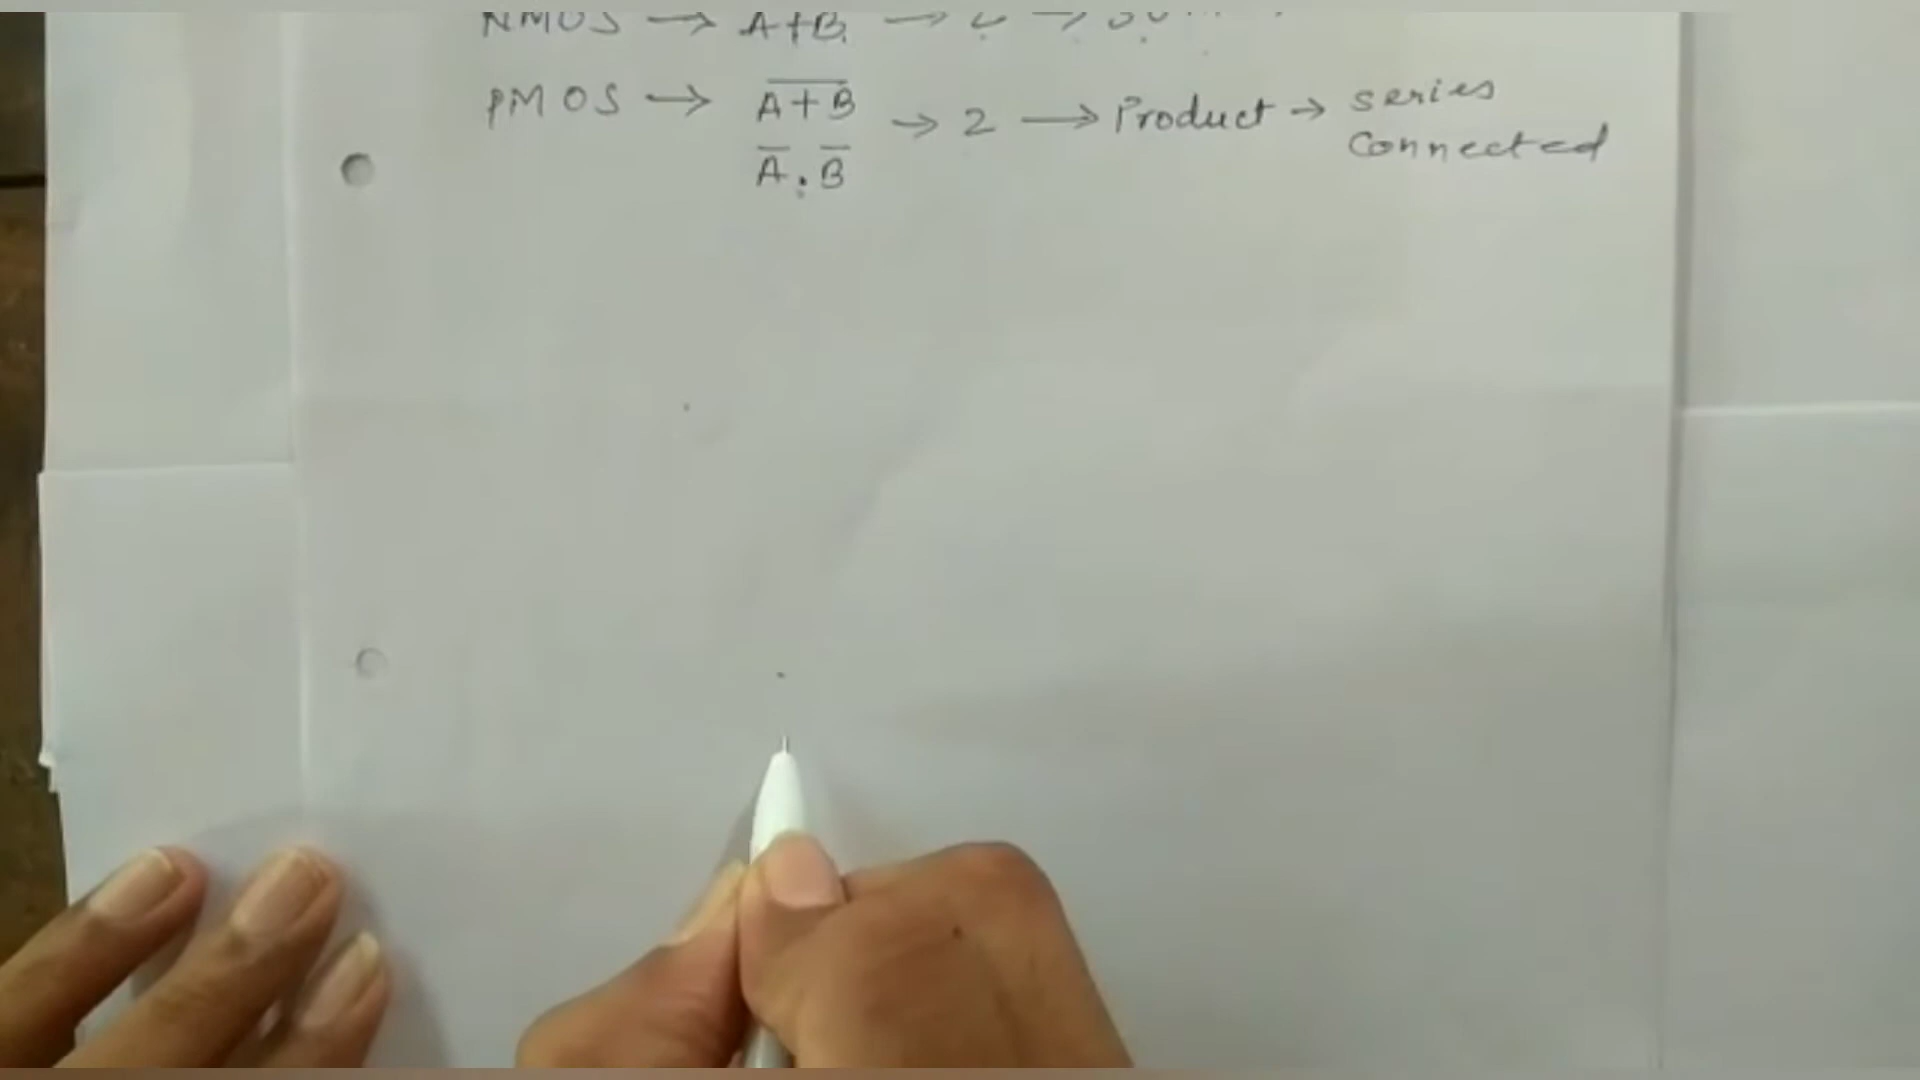 NMOS → A+B. →
PMOS → \overline{A+B} → 2 → Product → series
connected
\overline{A} . \overline{B}